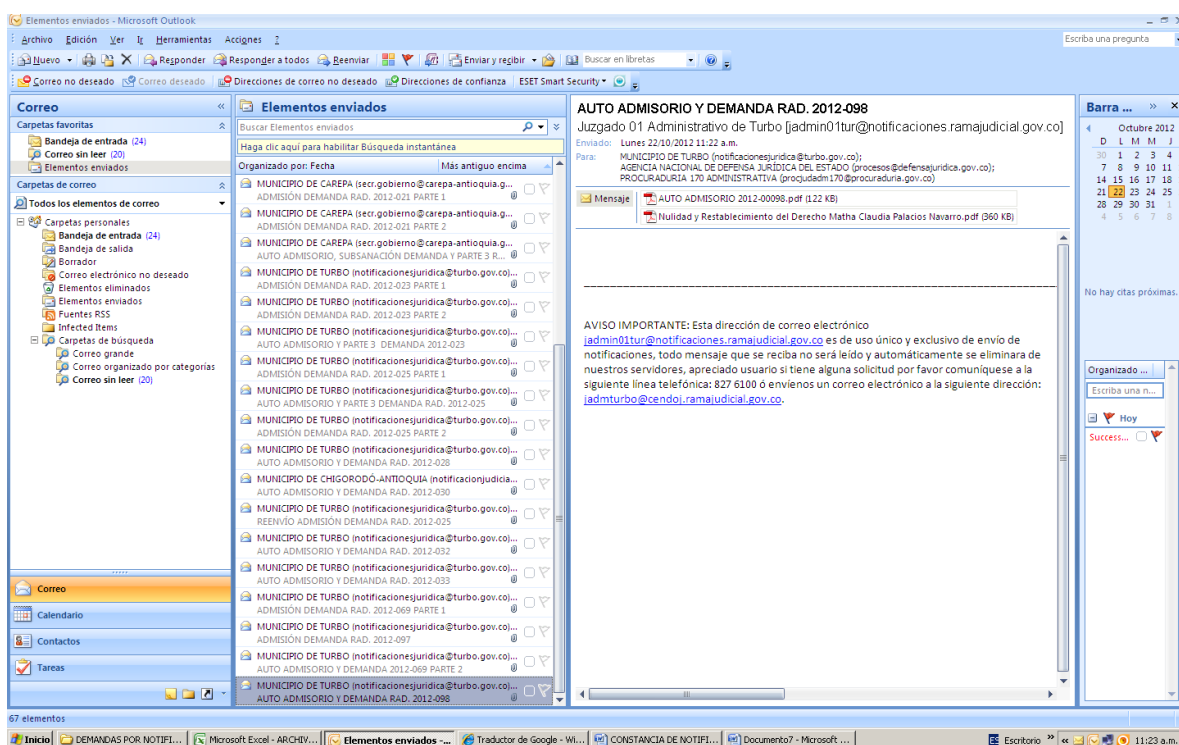 Elementos enviados - Microsoft Outlook
Archivo Edición Ver Ir Herramientas Acciones ?
Escriba una pregunta
Nuevo Responder Responder a todos Reenviar Enviar y recibir Buscar en libretas
Correo no deseado Correo deseado Direcciones de correo no deseado Direcciones de confianza ESET Smart Security
Correo
Carpetas favoritas
Bandeja de entrada (24)
Correo sin leer (20)
Elementos enviados
Carpetas de correo
Todos los elementos de correo
Carpetas personales
Bandeja de entrada (24)
Bandeja de salida
Borrador
Correo electrónico no deseado
Elementos eliminados
Elementos enviados
Fuentes RSS
Infected Items
Carpetas de búsqueda
Correo grande
Correo organizado por categorías
Correo sin leer (20)
Correo
Calendario
Contactos
Tareas
Elementos enviados
Buscar Elementos enviados
Haga clic aquí para habilitar Búsqueda instantánea
Organizado por: Fecha Más antiguo encima
MUNICIPIO DE CAREPA (secr.gobierno@carepa-antioquia.g...
ADMISIÓN DEMANDA RAD. 2012-021 PARTE 1
MUNICIPIO DE CAREPA (secr.gobierno@carepa-antioquia.g...
ADMISIÓN DEMANDA RAD. 2012-021 PARTE 2
MUNICIPIO DE CAREPA (secr.gobierno@carepa-antioquia.g...
AUTO ADMISORIO, SUBSANACIÓN DEMANDA Y PARTE 3 R...
MUNICIPIO DE TURBO (notificacionesjuridica@turbo.gov.co)...
ADMISIÓN DEMANDA RAD. 2012-023 PARTE 1
MUNICIPIO DE TURBO (notificacionesjuridica@turbo.gov.co)...
ADMISIÓN DEMANDA RAD. 2012-023 PARTE 2
MUNICIPIO DE TURBO (notificacionesjuridica@turbo.gov.co)...
AUTO ADMISORIO Y PARTE 3 DEMANDA 2012-023
MUNICIPIO DE TURBO (notificacionesjuridica@turbo.gov.co)...
ADMISIÓN DEMANDA RAD. 2012-025 PARTE 1
MUNICIPIO DE TURBO (notificacionesjuridica@turbo.gov.co)...
AUTO ADMISORIO Y PARTE 3 DEMANDA RAD. 2012-025
MUNICIPIO DE TURBO (notificacionesjuridica@turbo.gov.co)...
ADMISIÓN DEMANDA RAD. 2012-025 PARTE 2
MUNICIPIO DE TURBO (notificacionesjuridica@turbo.gov.co)...
AUTO ADMISORIO Y DEMANDA RAD. 2012-028
MUNICIPIO DE CHIGORODÓ-ANTIOQUIA (notificacionjudicia...
AUTO ADMISORIO Y DEMANDA RAD. 2012-030
MUNICIPIO DE TURBO (notificacionesjuridica@turbo.gov.co)...
REENVÍO ADMISIÓN DEMANDA RAD. 2012-025
MUNICIPIO DE TURBO (notificacionesjuridica@turbo.gov.co)...
AUTO ADMISORIO Y DEMANDA RAD. 2012-032
MUNICIPIO DE TURBO (notificacionesjuridica@turbo.gov.co)...
AUTO ADMISORIO Y DEMANDA RAD. 2012-033
MUNICIPIO DE TURBO (notificacionesjuridica@turbo.gov.co)...
ADMISIÓN DEMANDA RAD. 2012-069 PARTE 1
MUNICIPIO DE TURBO (notificacionesjuridica@turbo.gov.co)...
ADMISIÓN DEMANDA RAD. 2012-097
MUNICIPIO DE TURBO (notificacionesjuridica@turbo.gov.co)...
AUTO ADMISORIO Y DEMANDA 2012-069 PARTE 2
MUNICIPIO DE TURBO (notificacionesjuridica@turbo.gov.co)...
AUTO ADMISORIO Y DEMANDA RAD. 2012-098
AUTO ADMISORIO Y DEMANDA RAD. 2012-098
Juzgado 01 Administrativo de Turbo [jadmin01tur@notificaciones.ramajudicial.gov.co]
Enviado: Lunes 22/10/2012 11:22 a.m.
Para: MUNICIPIO DE TURBO (notificacionesjuridica@turbo.gov.co);
AGENCIA NACIONAL DE DEFENSA JURÍDICA DEL ESTADO (procesos@defensajuridica.gov.co);
PROCURADURIA 170 ADMINISTRATIVA (procjudadm170@procuraduria.gov.co)
Mensaje AUTO ADMISORIO 2012-00098.pdf (122 KB)
Nulidad y Restablecimiento del Derecho Matha Claudia Palacios Navarro.pdf (360 KB)
AVISO IMPORTANTE: Esta dirección de correo electrónico
jadmin01tur@notificaciones.ramajudicial.gov.co es de uso único y exclusivo de envío de
notificaciones, todo mensaje que se reciba no será leído y automáticamente se eliminara de
nuestros servidores, apreciado usuario si tiene alguna solicitud por favor comuníquese a la
siguiente línea telefónica: 827 6100 ó envíenos un correo electrónico a la siguiente dirección:
jadmturbo@cendoj.ramajudicial.gov.co.
Barra ...
Octubre 2012
D L M M J
30 1 2 3 4
7 8 9 10 11
14 15 16 17 18
21 22 23 24 25
28 29 30 31 1
4 5 6 7 8
No hay citas próximas.
Organizado ...
Escriba una n...
Hoy
Success...
67 elementos
Inicio DEMANDAS POR NOTIFI... Microsoft Excel - ARCHIV... Elementos enviados -... Traductor de Google - Wi... CONSTANCIA DE NOTIFI... Documento7 - Microsoft ... Escritorio 11:23 a.m.